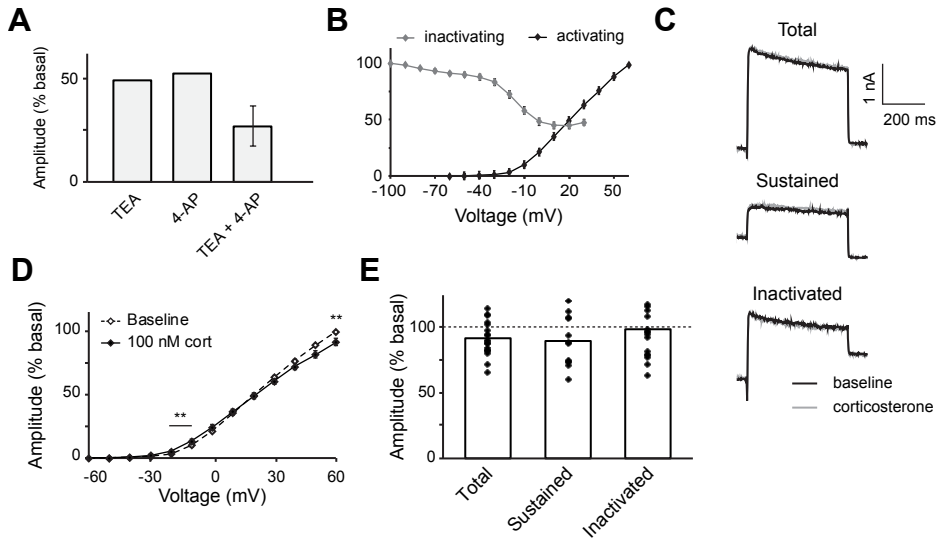 A
Amplitude (% basal)
50
0
TEA
4-AP
TEA + 4-AP
B
inactivating
activating
100
50
0
-100
-70
-40
-10
20
50
Voltage (mV)
C
Total
1 nA
200 ms
Sustained
Inactivated
baseline
corticosterone
D
Amplitude (% basal)
Baseline
100 nM cort
**
**
100
50
0
-60
-30
0
30
60
Voltage (mV)
E
Amplitude (% basal)
100
50
0
Total
Sustained
Inactivated